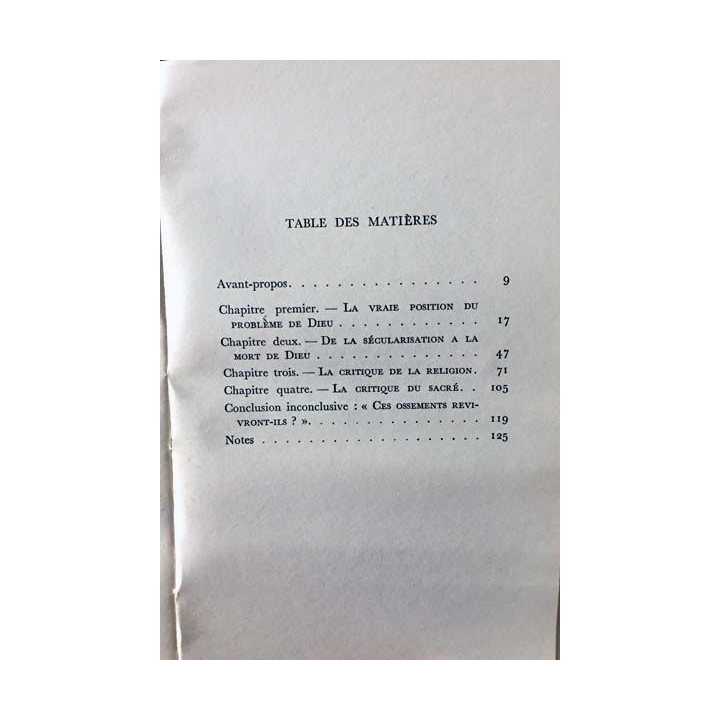 TABLE DES MATIÈRES
Avant-propos. . . . . . . . . . . . . . . . 9
Chapitre premier. — LA VRAIE POSITION DU
PROBLÈME DE DIEU . . . . . . . . . . . . 17
Chapitre deux. — DE LA SÉCULARISATION A LA
MORT DE DIEU . . . . . . . . . . . . . . 47
Chapitre trois. — LA CRITIQUE DE LA RELIGION. 71
Chapitre quatre. — LA CRITIQUE DU SACRÉ. . 105
Conclusion inconclusive : « CES OSSEMENTS REVI-
VRONT-ILS ? ». . . . . . . . . . . . . . 119
Notes . . . . . . . . . . . . . . . . . 125